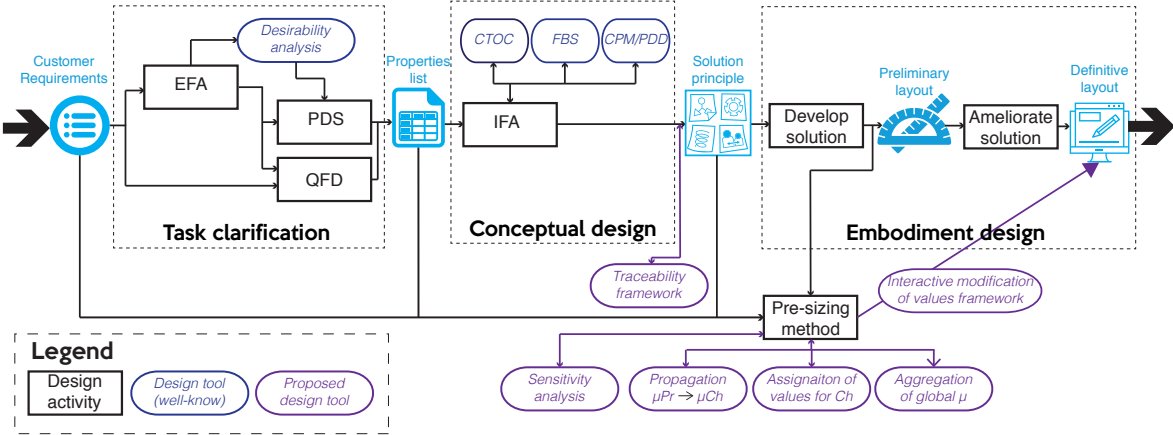 Customer
Requirements
Desirability
analysis
EFA
PDS
QFD
Task clarification
Properties
list
CTOC
FBS
CPM/PDD
IFA
Conceptual design
Solution
principle
Develop
solution
Preliminary
layout
Ameliorate
solution
Definitive
layout
Embodiment design
Traceability
framework
Interactive modification
of values framework
Pre-sizing
method
Sensitivity
analysis
Propagation
µPr → µCh
Assignaiton of
values for Ch
Aggregation
of global µ
Legend
Design
activity
Design tool
(well-know)
Proposed
design tool